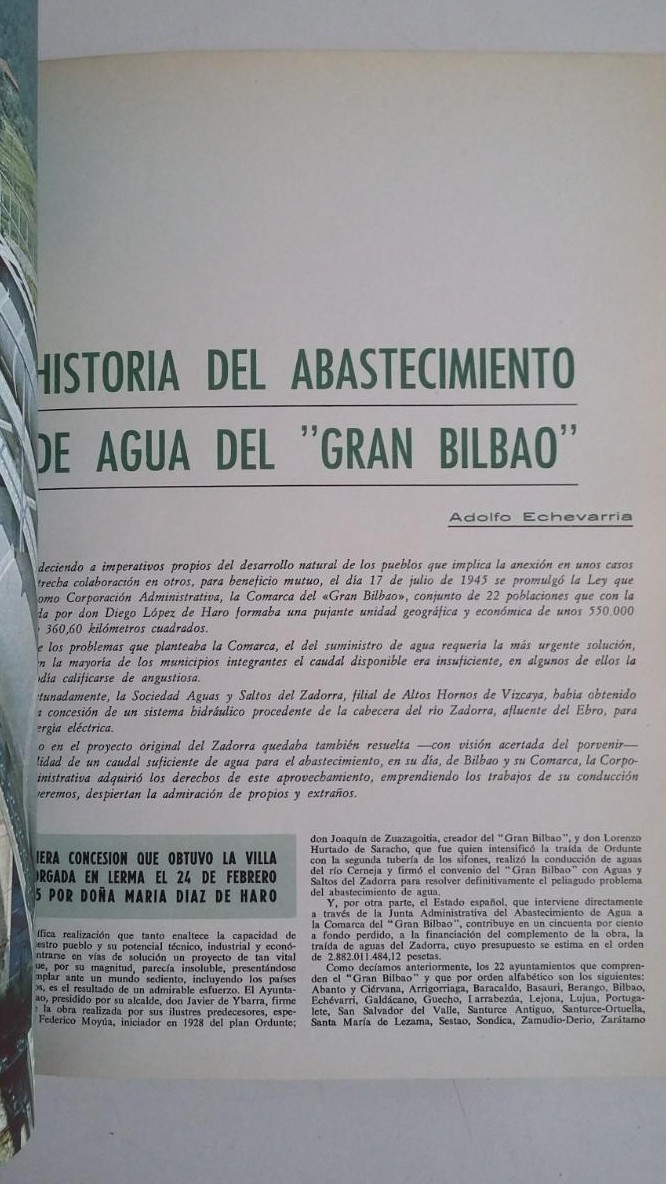 HISTORIA DEL ABASTECIMIENTO
DE AGUA DEL "GRAN BILBAO"
Adolfo Echevarria
deciendo a imperativos propios del desarrollo natural de los pueblos que implica la anexión en unos casos
trecha colaboración en otros, para beneficio mutuo, el día 17 de julio de 1945 se promulgó la Ley que
omo Corporación Administrativa, la Comarca del «Gran Bilbao», conjunto de 22 poblaciones que con la
da por don Diego López de Haro formaba una pujante unidad geográfica y económica de unos 550.000
360,60 kilómetros cuadrados.
e los problemas que planteaba la Comarca, el del suministro de agua requería la más urgente solución,
n la mayoría de los municipios integrantes el caudal disponible era insuficiente, en algunos de ellos la
día calificarse de angustiosa.
tunadamente, la Sociedad Aguas y Saltos del Zadorra, filial de Altos Hornos de Vizcaya, había obtenido
a concesión de un sistema hidráulico procedente de la cabecera del río Zadorra, afluente del Ebro, para
ergía eléctrica.
o en el proyecto original del Zadorra quedaba también resuelta —con visión acertada del porvenir—
lidad de un caudal suficiente de agua para el abastecimiento, en su día, de Bilbao y su Comarca, la Corpo-
inistrativa adquirió los derechos de este aprovechamiento, emprendiendo los trabajos de su conducción
veremos, despiertan la admiración de propios y extraños.
IERA CONCESION QUE OBTUVO LA VILLA
ORGADA EN LERMA EL 24 DE FEBRERO
5 POR DOÑA MARIA DIAZ DE HARO
ífica realización que tanto enaltece la capacidad de
estro pueblo y su potencial técnico, industrial y econó-
ntrarse en vías de solución un proyecto de tan vital
ue, por su magnitud, parecía insoluble, presentándose
mplar ante un mundo sediento, incluyendo los países
os, es el resultado de un admirable esfuerzo. El Ayunta-
ao, presidido por su alcalde, don Javier de Ybarra, firme
la obra realizada por sus ilustres predecesores, espe-
Federico Moyúa, iniciador en 1928 del plan Ordunte;
don Joaquín de Zuazagoitia, creador del "Gran Bilbao", y don Lorenzo
Hurtado de Saracho, que fue quien intensificó la traída de Ordunte
con la segunda tubería de los sifones, realizó la conducción de aguas
del río Cerneja y firmó el convenio del "Gran Bilbao" con Aguas y
Saltos del Zadorra para resolver definitivamente el peliagudo problema
del abastecimiento de agua.
Y, por otra parte, el Estado español, que interviene directamente
a través de la Junta Administrativa del Abastecimiento de Agua a
la Comarca del "Gran Bilbao", contribuye en un cincuenta por ciento
a fondo perdido, a la financiación del complemento de la obra, la
traída de aguas del Zadorra, cuyo presupuesto se estima en el orden
de 2.882.011.484,12 pesetas.
Como decíamos anteriormente, los 22 ayuntamientos que compren-
den el "Gran Bilbao" y que por orden alfabético son los siguientes:
Abanto y Ciérvana, Arrigorriaga, Baracaldo, Basauri, Berango, Bilbao,
Echévarri, Galdácano, Guecho, Larrabezúa, Lejona, Lujua, Portuga-
lete, San Salvador del Valle, Santurce Antiguo, Santurce-Ortuella,
Santa María de Lezama, Sestao, Sondica, Zamudio-Derio, Zarátamo